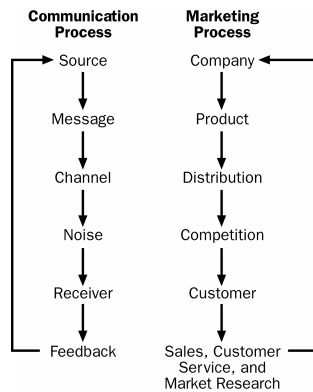 Communication
Process
Source
Message
Channel
Noise
Receiver
Feedback
Marketing
Process
Company
Product
Distribution
Competition
Customer
Sales, Customer
Service, and
Market Research